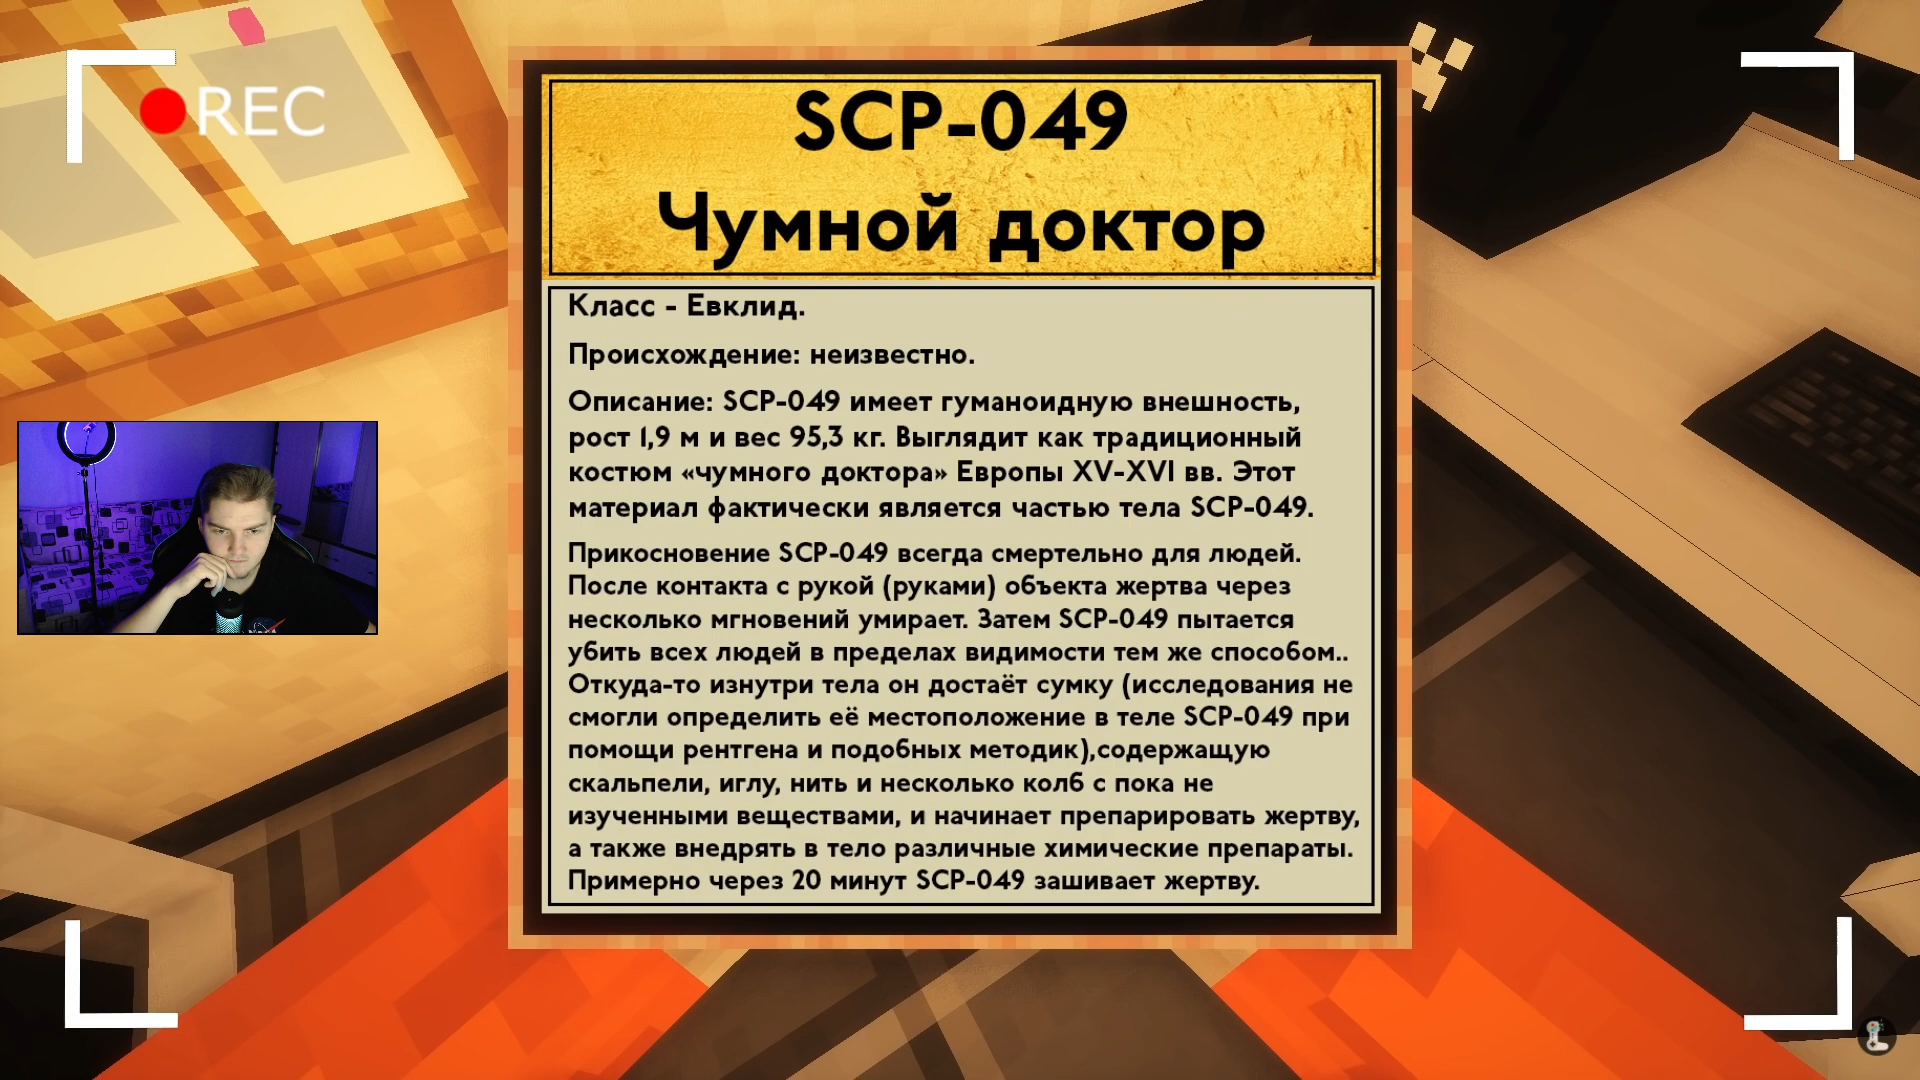 REC
SCP-049
Чумной доктор
Класс - Евклид.
Происхождение: неизвестно.
Описание: SCP-049 имеет гуманоидную внешность,
рост 1,9 м и вес 95,3 кг. Выглядит как традиционный
костюм «чумного доктора» Европы XV-XVI вв. Этот
материал фактически является частью тела SCP-049.
Прикосновение SCP-049 всегда смертельно для людей.
После контакта с рукой (руками) объекта жертва через
несколько мгновений умирает. Затем SCP-049 пытается
убить всех людей в пределах видимости тем же способом..
Откуда-то изнутри тела он достаёт сумку (исследования не
смогли определить её местоположение в теле SCP-049 при
помощи рентгена и подобных методик),содержащую
скальпели, иглу, нить и несколько колб с пока не
изученными веществами, и начинает препарировать жертву,
а также внедрять в тело различные химические препараты.
Примерно через 20 минут SCP-049 зашивает жертву.